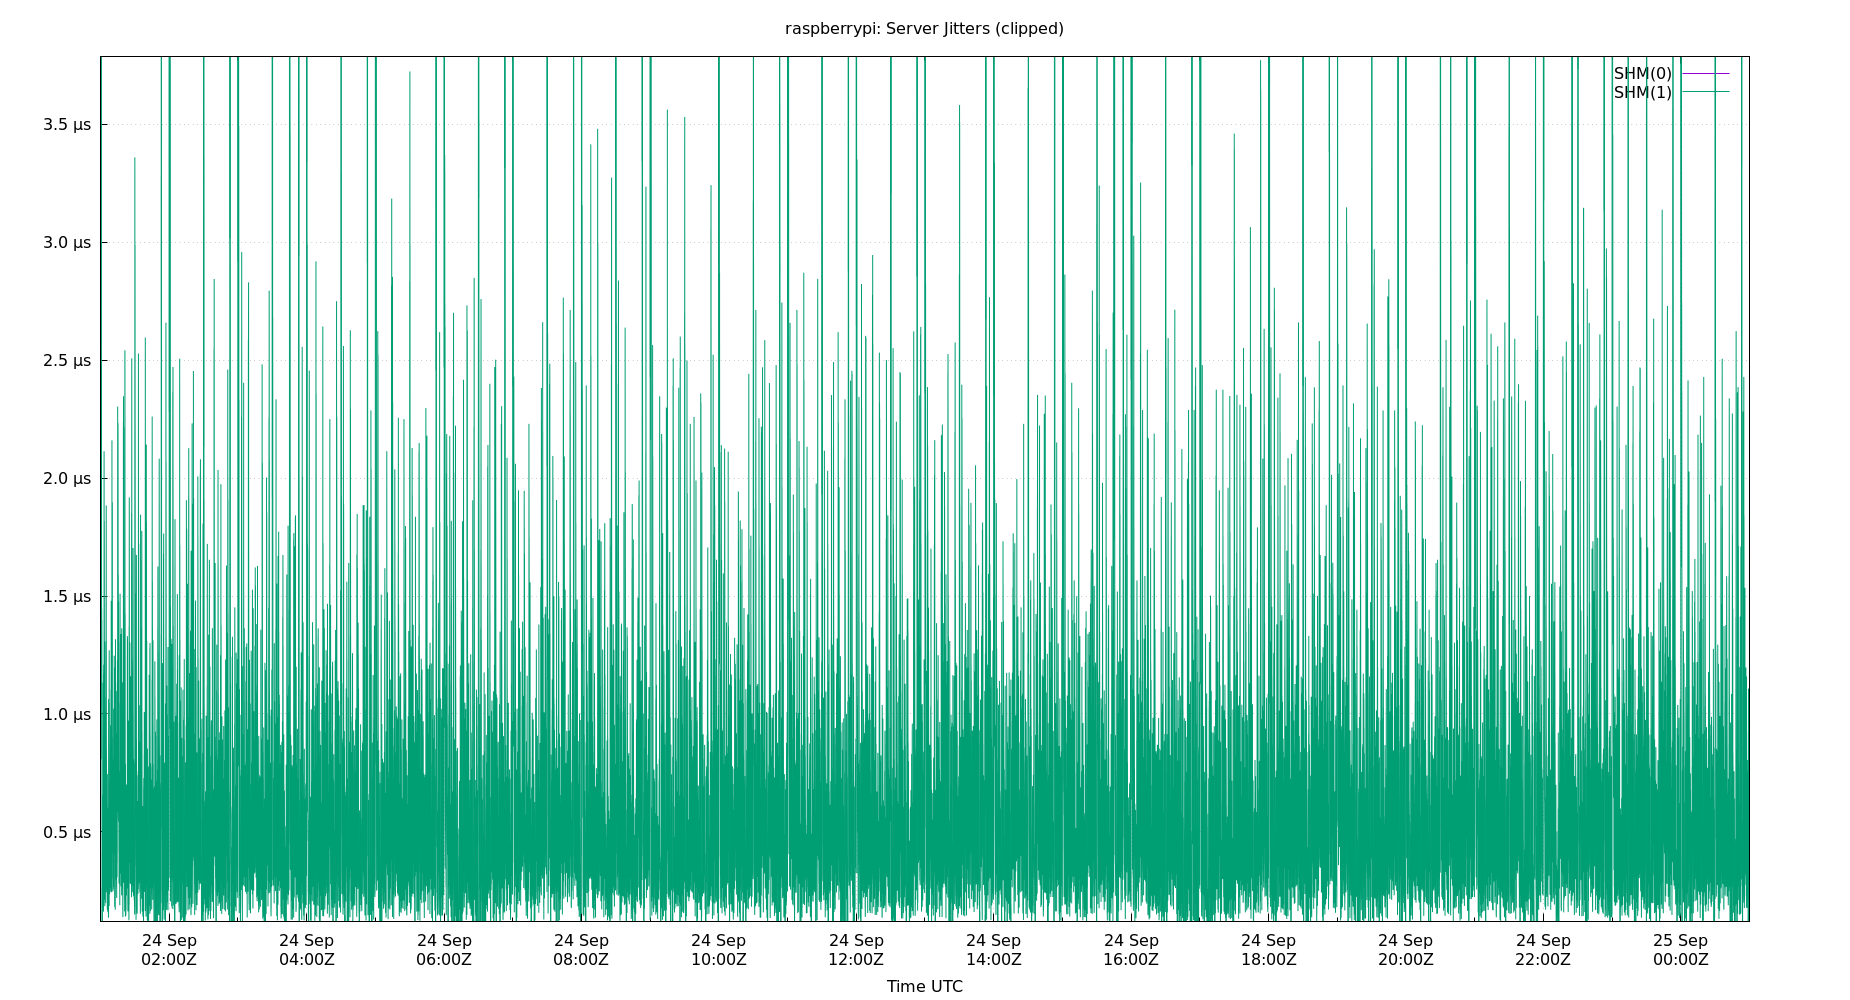 raspberrypi: Server Jitters (clipped)
SHM(0)
SHM(1)
3.5 μs
3.0 μs
2.5 μs
2.0 μs
1.5 μs
1.0 μs
0.5 μs
24 Sep 24 Sep 24 Sep 24 Sep 24 Sep 24 Sep 24 Sep 24 Sep 24 Sep 24 Sep 24 Sep 25 Sep
02:00Z 04:00Z 06:00Z 08:00Z 10:00Z 12:00Z 14:00Z 16:00Z 18:00Z 20:00Z 22:00Z 00:00Z
Time UTC